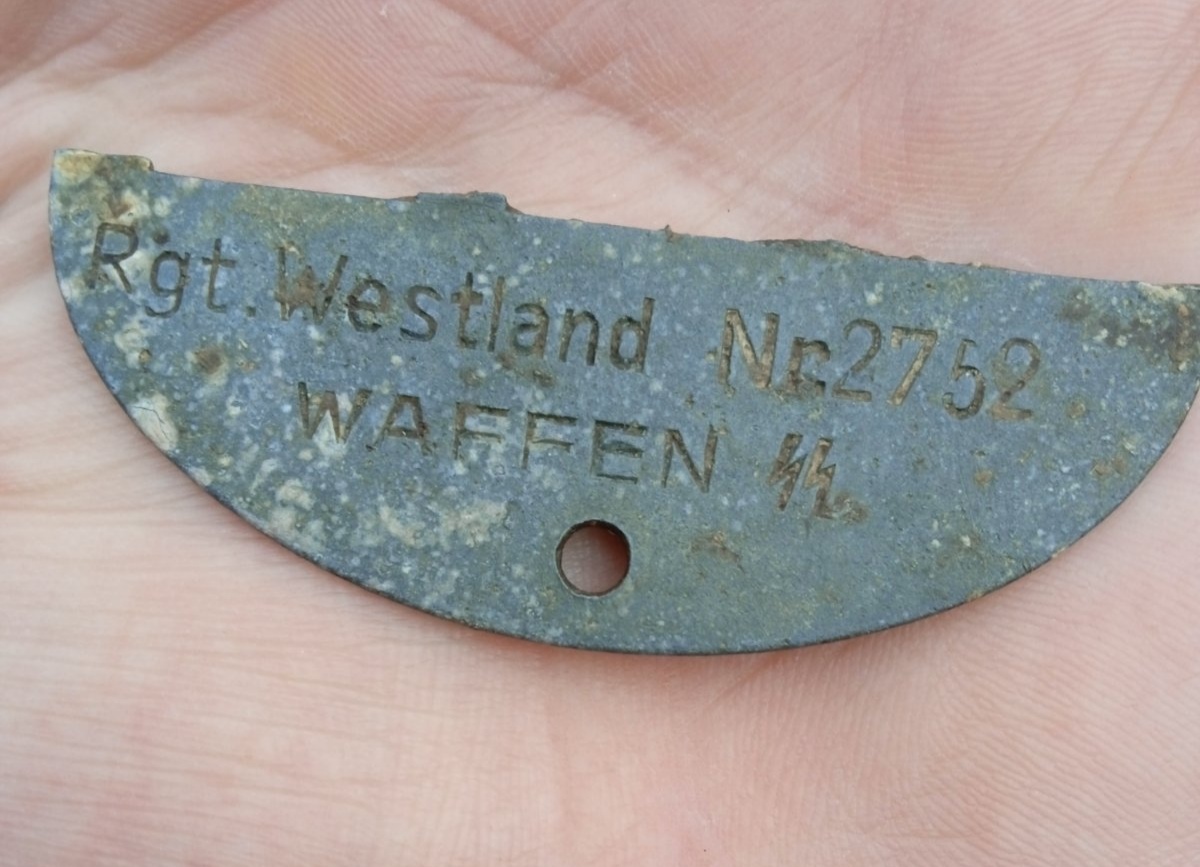 Rgt. Westland Nr.2752
WAFFEN ᛋᛋ